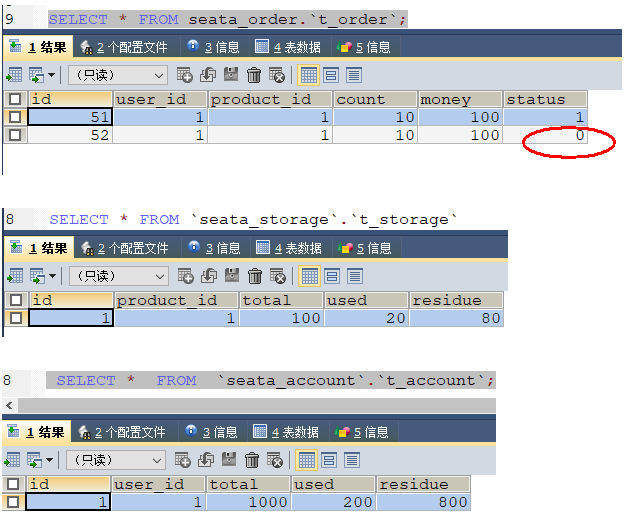 9 SELECT * FROM seata_order.`t_order`;
1 结果 2 个配置文件 3 信息 4 表数据 5 信息
（只读）
id user_id product_id count money status
51 1 1 10 100 1
52 1 1 10 100 0
8 SELECT * FROM `seata_storage`.`t_storage`
1 结果 2 个配置文件 3 信息 4 表数据 5 信息
（只读）
id product_id total used residue
1 1 100 20 80
8 SELECT * FROM `seata_account`.`t_account`;
<
1 结果 2 个配置文件 3 信息 4 表数据 5 信息
（只读）
id user_id total used residue
1 1 1000 200 800